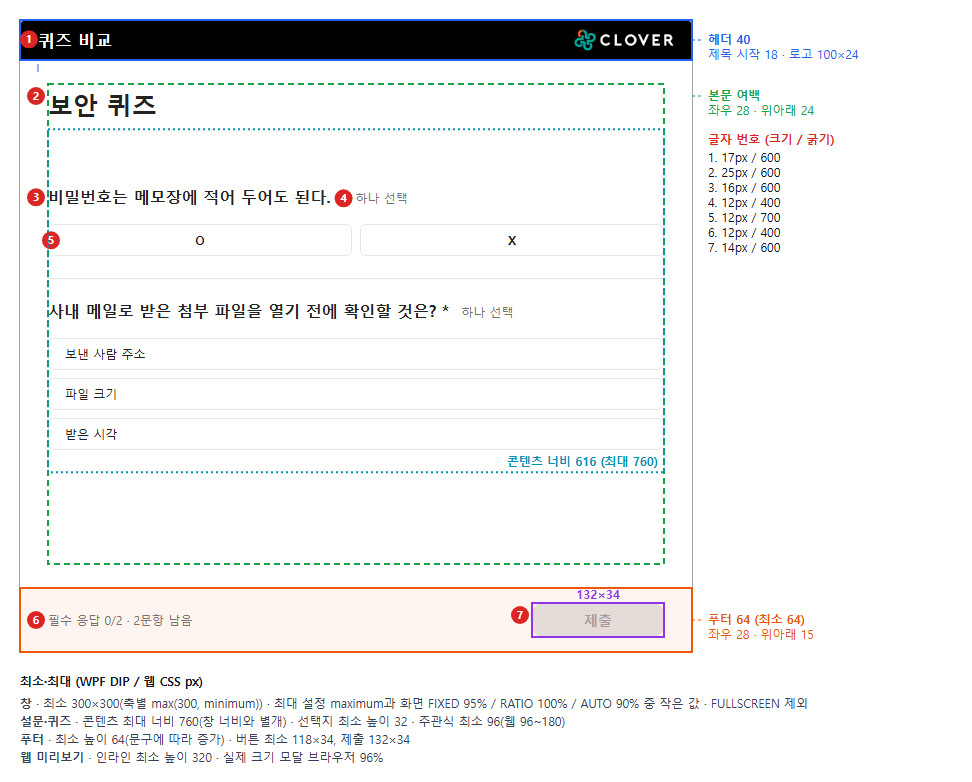 1 퀴즈 비교 CLOVER
헤더 40
제목 시작 18 · 로고 100×24
2 보안 퀴즈
본문 여백
좌우 28 · 위아래 24
글자 번호 (크기 / 굵기)
1. 17px / 600
2. 25px / 600
3. 16px / 600
4. 12px / 400
5. 12px / 700
6. 12px / 400
7. 14px / 600
3 비밀번호는 메모장에 적어 두어도 된다. 4 하나 선택
5 O X
사내 메일로 받은 첨부 파일을 열기 전에 확인할 것은? * 하나 선택
보낸 사람 주소
파일 크기
받은 시각
콘텐츠 너비 616 (최대 760)
132×34
6 필수 응답 0/2 · 2문항 남음 7 제출
푸터 64 (최소 64)
좌우 28 · 위아래 15
최소·최대 (WPF DIP / 웹 CSS px)
창 · 최소 300×300(축별 max(300, minimum)) · 최대 설정 maximum과 화면 FIXED 95% / RATIO 100% / AUTO 90% 중 작은 값 · FULLSCREEN 제외
설문·퀴즈 · 콘텐츠 최대 너비 760(창 너비와 별개) · 선택지 최소 높이 32 · 주관식 최소 96(웹 96~180)
푸터 · 최소 높이 64(문구에 따라 증가) · 버튼 최소 118×34, 제출 132×34
웹 미리보기 · 인라인 최소 높이 320 · 실제 크기 모달 브라우저 96%